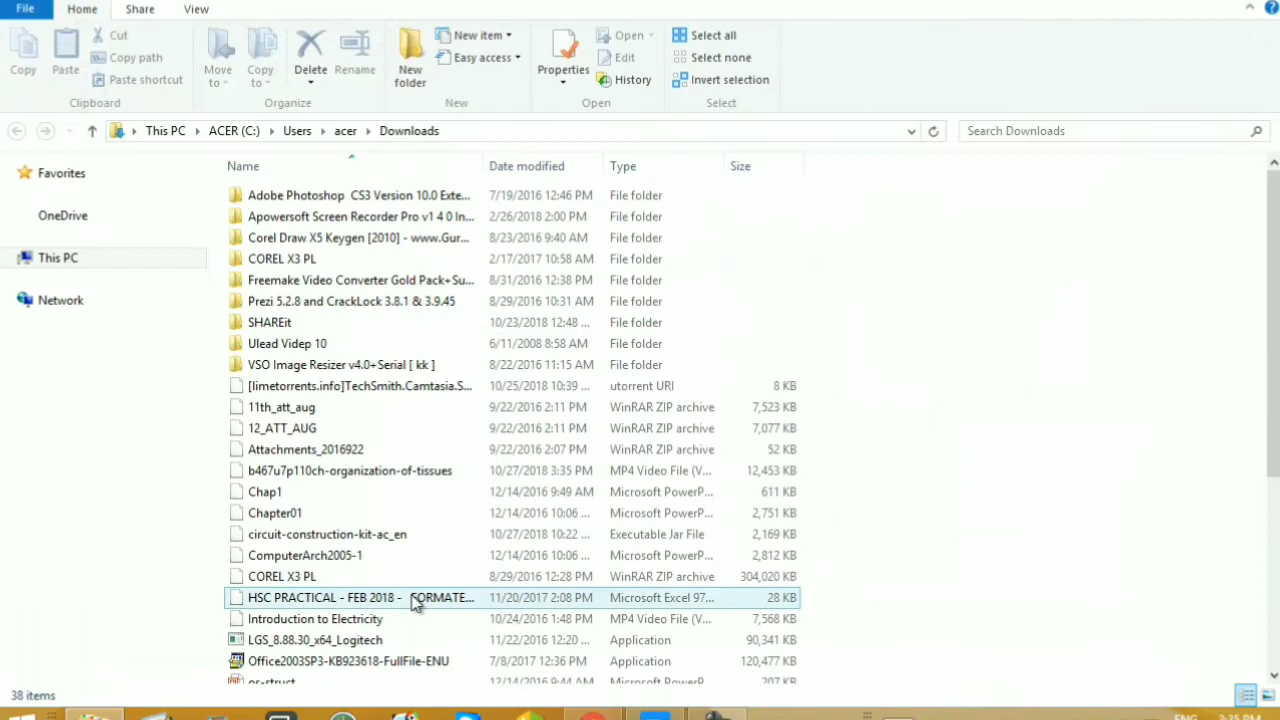 File Home Share View
Cut
Copy path
Paste shortcut
Copy Paste
Move to
Copy to
Delete Rename
New item
Easy access
New folder
Properties
Open
Edit
History
Select all
Select none
Invert selection
Clipboard Organize New Open Select
This PC ACER (C:) Users acer Downloads
Search Downloads
Favorites
OneDrive
This PC
Network
Name Date modified Type Size
Adobe Photoshop CS3 Version 10.0 Exte... 7/19/2016 12:46 PM File folder
Apowersoft Screen Recorder Pro v1 4 0 In... 2/26/2018 2:00 PM File folder
Corel Draw X5 Keygen [2010] - www.Gur... 8/23/2016 9:40 AM File folder
COREL X3 PL 2/17/2017 10:58 AM File folder
Freemake Video Converter Gold Pack+Su... 8/31/2016 12:38 PM File folder
Prezi 5.2.8 and CrackLock 3.8.1 & 3.9.45 8/29/2016 10:31 AM File folder
SHAREit 10/23/2018 12:48 ... File folder
Ulead Videp 10 6/11/2008 8:58 AM File folder
VSO Image Resizer v4.0+Serial [ kk ] 8/22/2016 11:15 AM File folder
[limetorrents.info]TechSmith.Camtasia.S... 10/25/2018 10:39 ... utorrent URI 8 KB
11th_att_aug 9/22/2016 2:11 PM WinRAR ZIP archive 7,523 KB
12_ATT_AUG 9/22/2016 2:11 PM WinRAR ZIP archive 7,077 KB
Attachments_2016922 9/22/2016 2:07 PM WinRAR ZIP archive 52 KB
b467u7p110ch-organization-of-tissues 10/27/2018 3:35 PM MP4 Video File (V... 12,453 KB
Chap1 12/14/2016 9:49 AM Microsoft PowerP... 611 KB
Chapter01 12/14/2016 10:06 ... Microsoft PowerP... 2,751 KB
circuit-construction-kit-ac_en 10/27/2018 10:22 ... Executable Jar File 2,169 KB
ComputerArch2005-1 12/14/2016 10:06 ... Microsoft PowerP... 2,812 KB
COREL X3 PL 8/29/2016 12:28 PM WinRAR ZIP archive 304,020 KB
HSC PRACTICAL - FEB 2018 - FORMATE... 11/20/2017 2:08 PM Microsoft Excel 97... 28 KB
Introduction to Electricity 10/24/2016 1:48 PM MP4 Video File (V... 7,568 KB
LGS_8.88.30_x64_Logitech 11/22/2016 12:20 ... Application 90,341 KB
Office2003SP3-KB923618-FullFile-ENU 7/8/2017 12:36 PM Application 120,477 KB
12/14/2016 9:44 AM Microsoft PowerP... 207 KB
38 items
ENG 3:35 PM